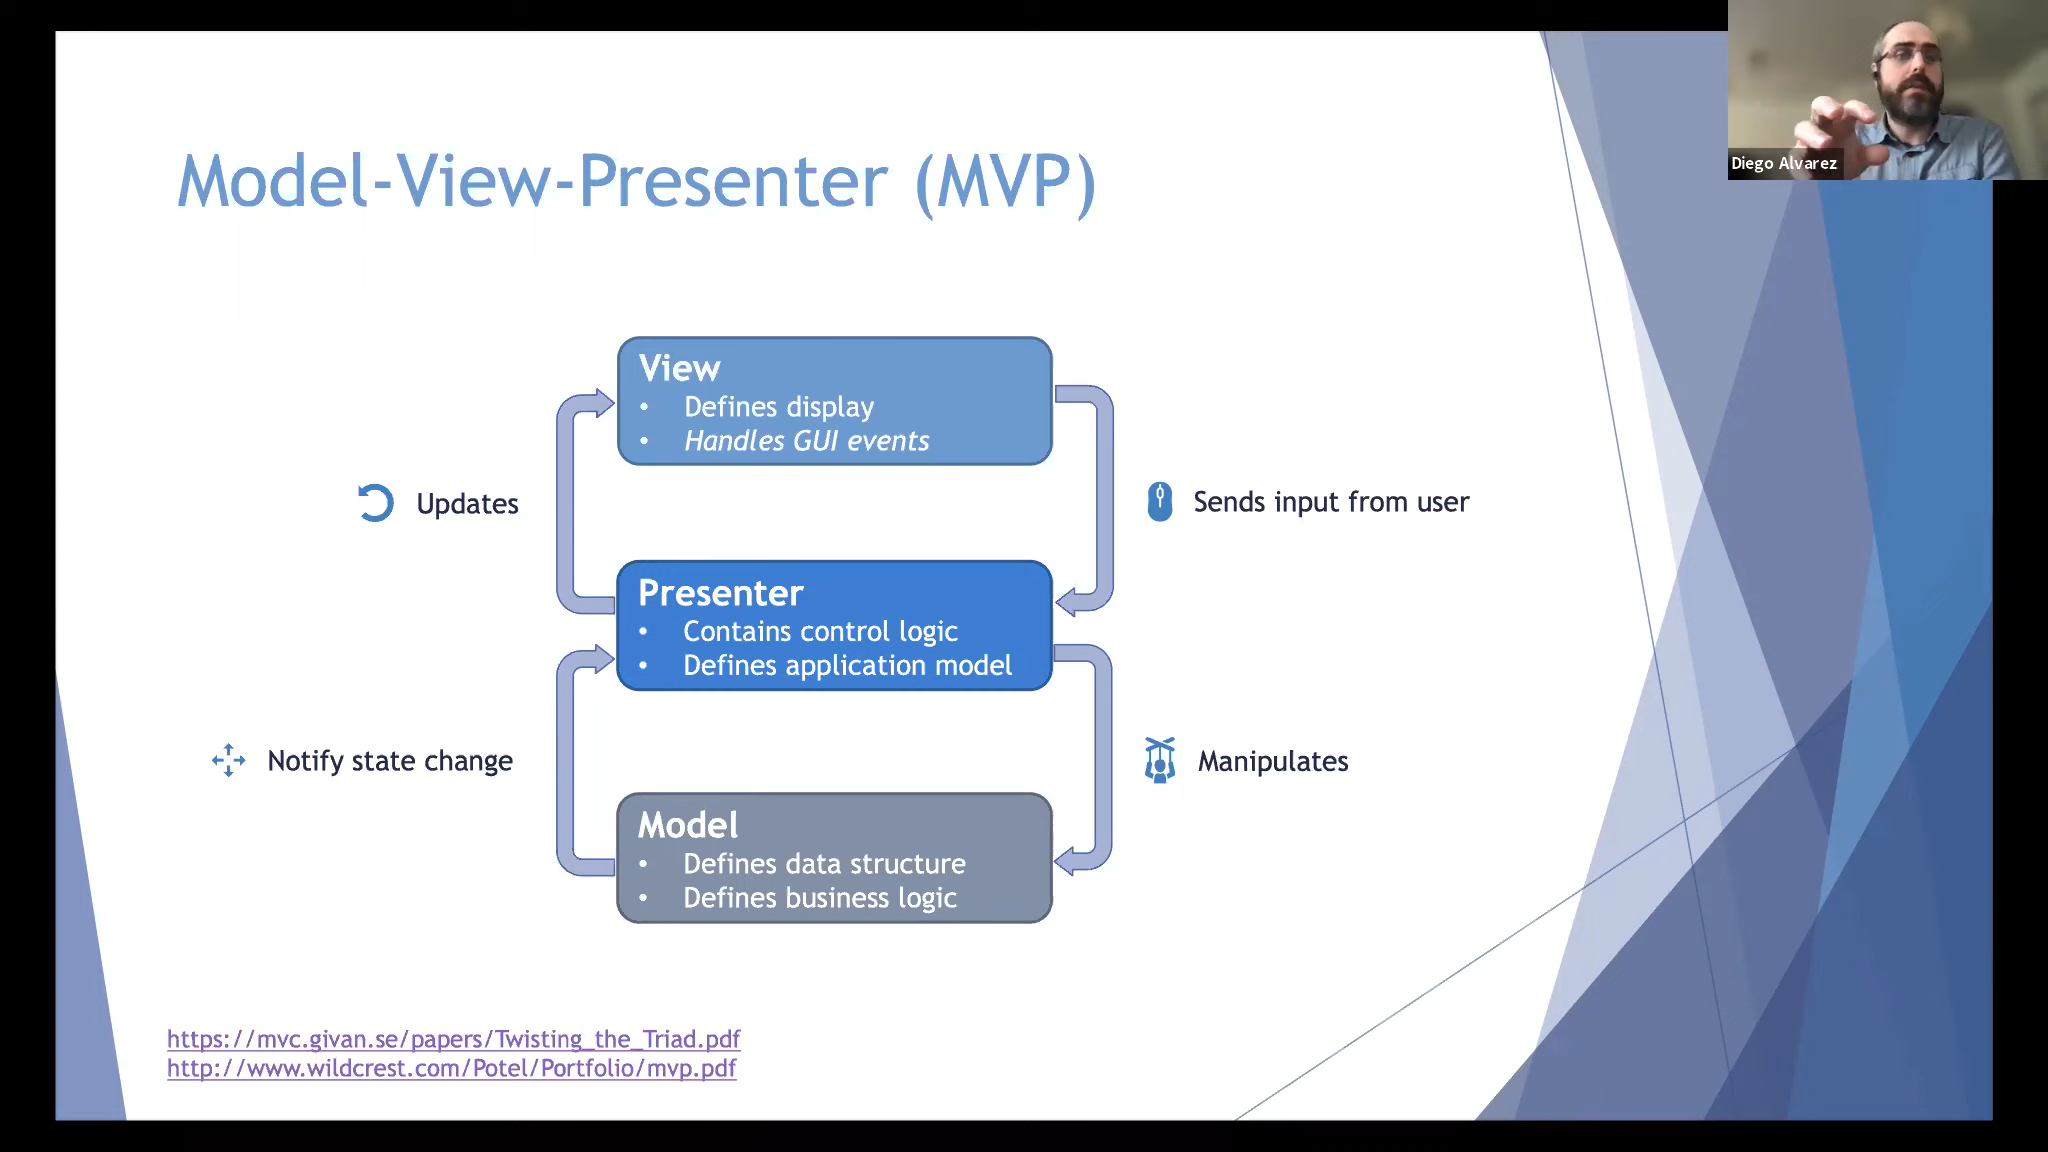 Diego Alvarez
Model-View-Presenter (MVP)
View
• Defines display
• Handles GUI events
Updates
Sends input from user
Presenter
• Contains control logic
• Defines application model
Notify state change
Manipulates
Model
• Defines data structure
• Defines business logic
https://mvc.givan.se/papers/Twisting_the_Triad.pdf
http://www.wildcrest.com/Potel/Portfolio/mvp.pdf